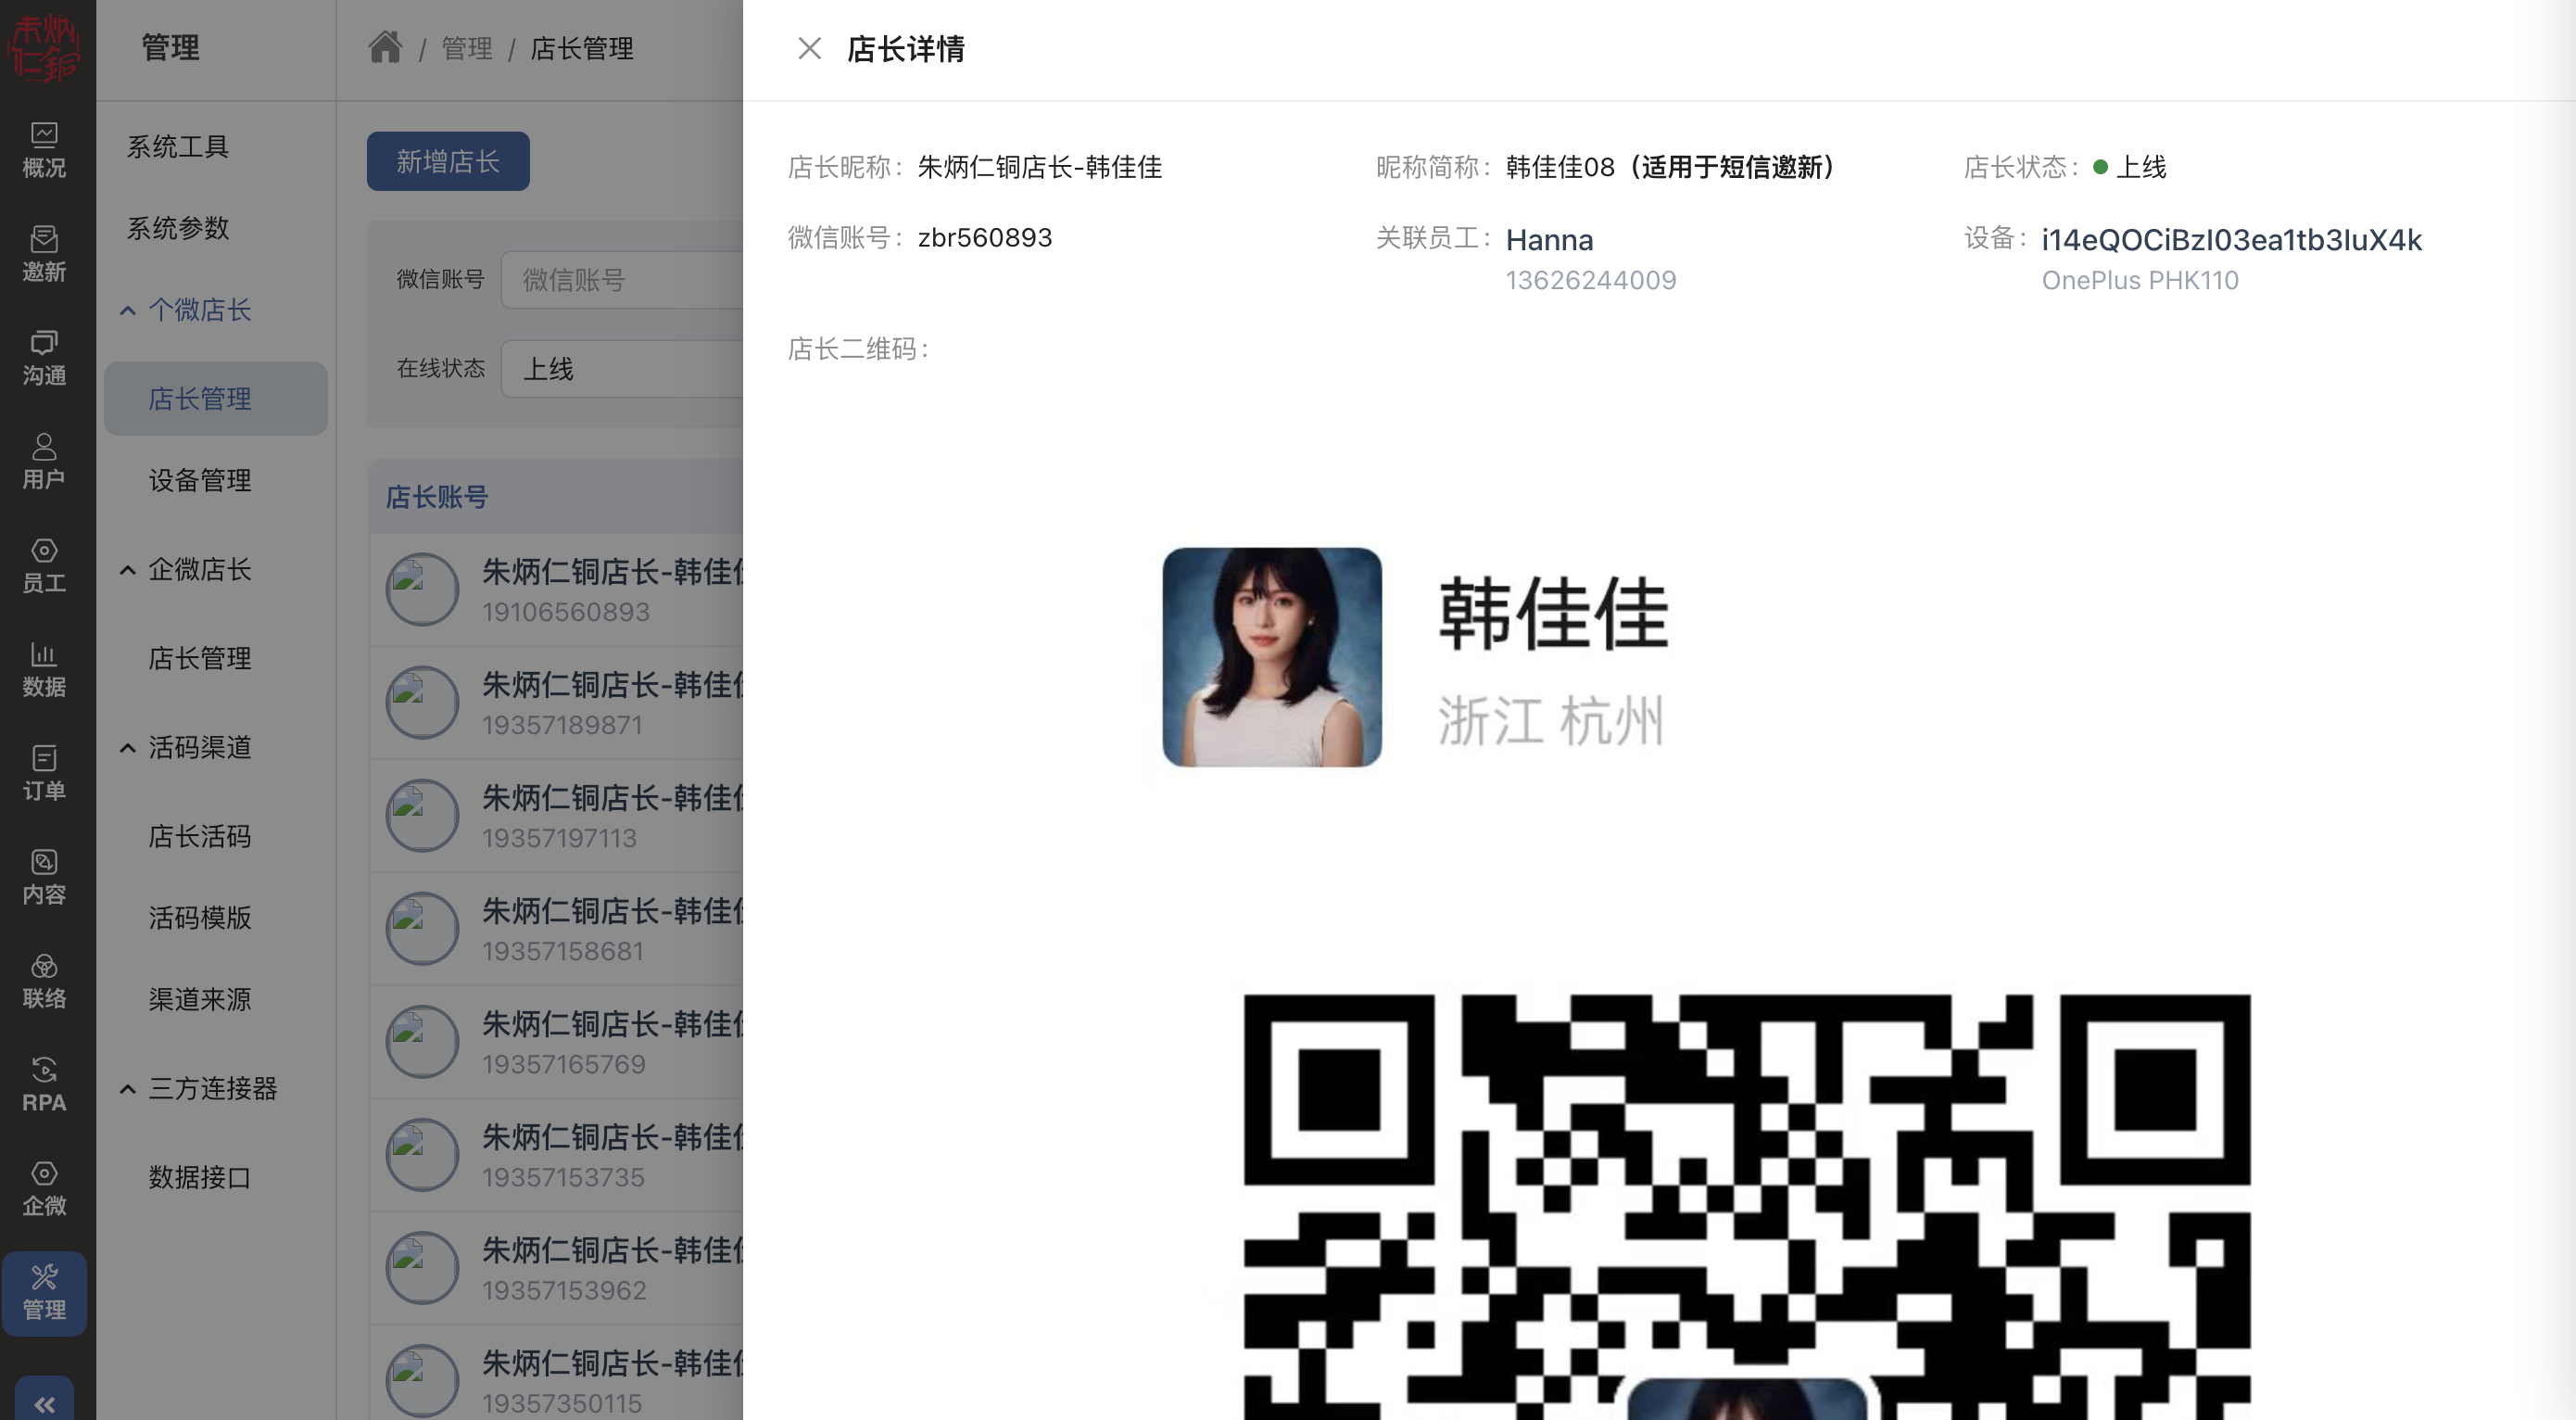 朱炳仁銅
概况
邀新
沟通
用户
员工
数据
订单
内容
联络
RPA
企微
管理
管理
系统工具
系统参数
个微店长
店长管理
设备管理
企微店长
店长管理
活码渠道
店长活码
活码模版
渠道来源
三方连接器
数据接口
/ 管理 / 店长管理
新增店长
微信账号 微信账号
在线状态 上线
店长账号
朱炳仁铜店长-韩佳
19106560893
朱炳仁铜店长-韩佳
19357189871
朱炳仁铜店长-韩佳
19357197113
朱炳仁铜店长-韩佳
19357158681
朱炳仁铜店长-韩佳
19357165769
朱炳仁铜店长-韩佳
19357153735
朱炳仁铜店长-韩佳
19357153962
朱炳仁铜店长-韩佳
19357350115
店长详情
店长昵称： 朱炳仁铜店长-韩佳佳
昵称简称： 韩佳佳08（适用于短信邀新）
店长状态： 上线
微信账号： zbr560893
关联员工： Hanna
13626244009
设备： i14eQOCiBzI03ea1tb3IuX4k
OnePlus PHK110
店长二维码：
韩佳佳
浙江 杭州